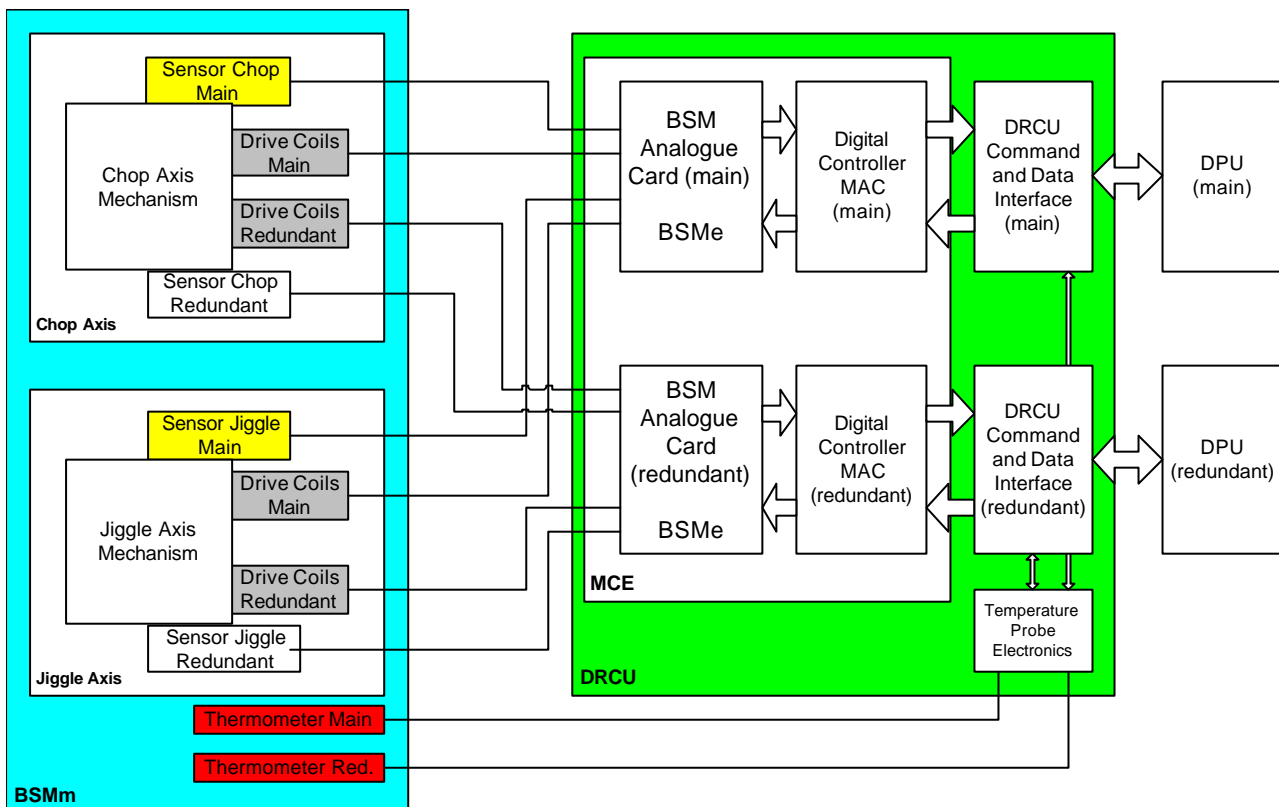 Sensor Chop
Main
Chop Axis
Mechanism
Drive Coils
Main
Drive Coils
Redundant
Sensor Chop
Redundant
Chop Axis
Sensor Jiggle
Main
Jiggle Axis
Mechanism
Drive Coils
Main
Drive Coils
Redundant
Sensor Jiggle
Redundant
Jiggle Axis
Thermometer Main
Thermometer Red.
BSMm
BSM
Analogue
Card (main)
BSMe
Digital
Controller
MAC
(main)
DRCU
Command
and Data
Interface
(main)
DPU
(main)
BSM
Analogue
Card
(redundant)
BSMe
Digital
Controller
MAC
(redundant)
DRCU
Command
and Data
Interface
(redundant)
DPU
(redundant)
MCE
Temperature
Probe
Electronics
DRCU